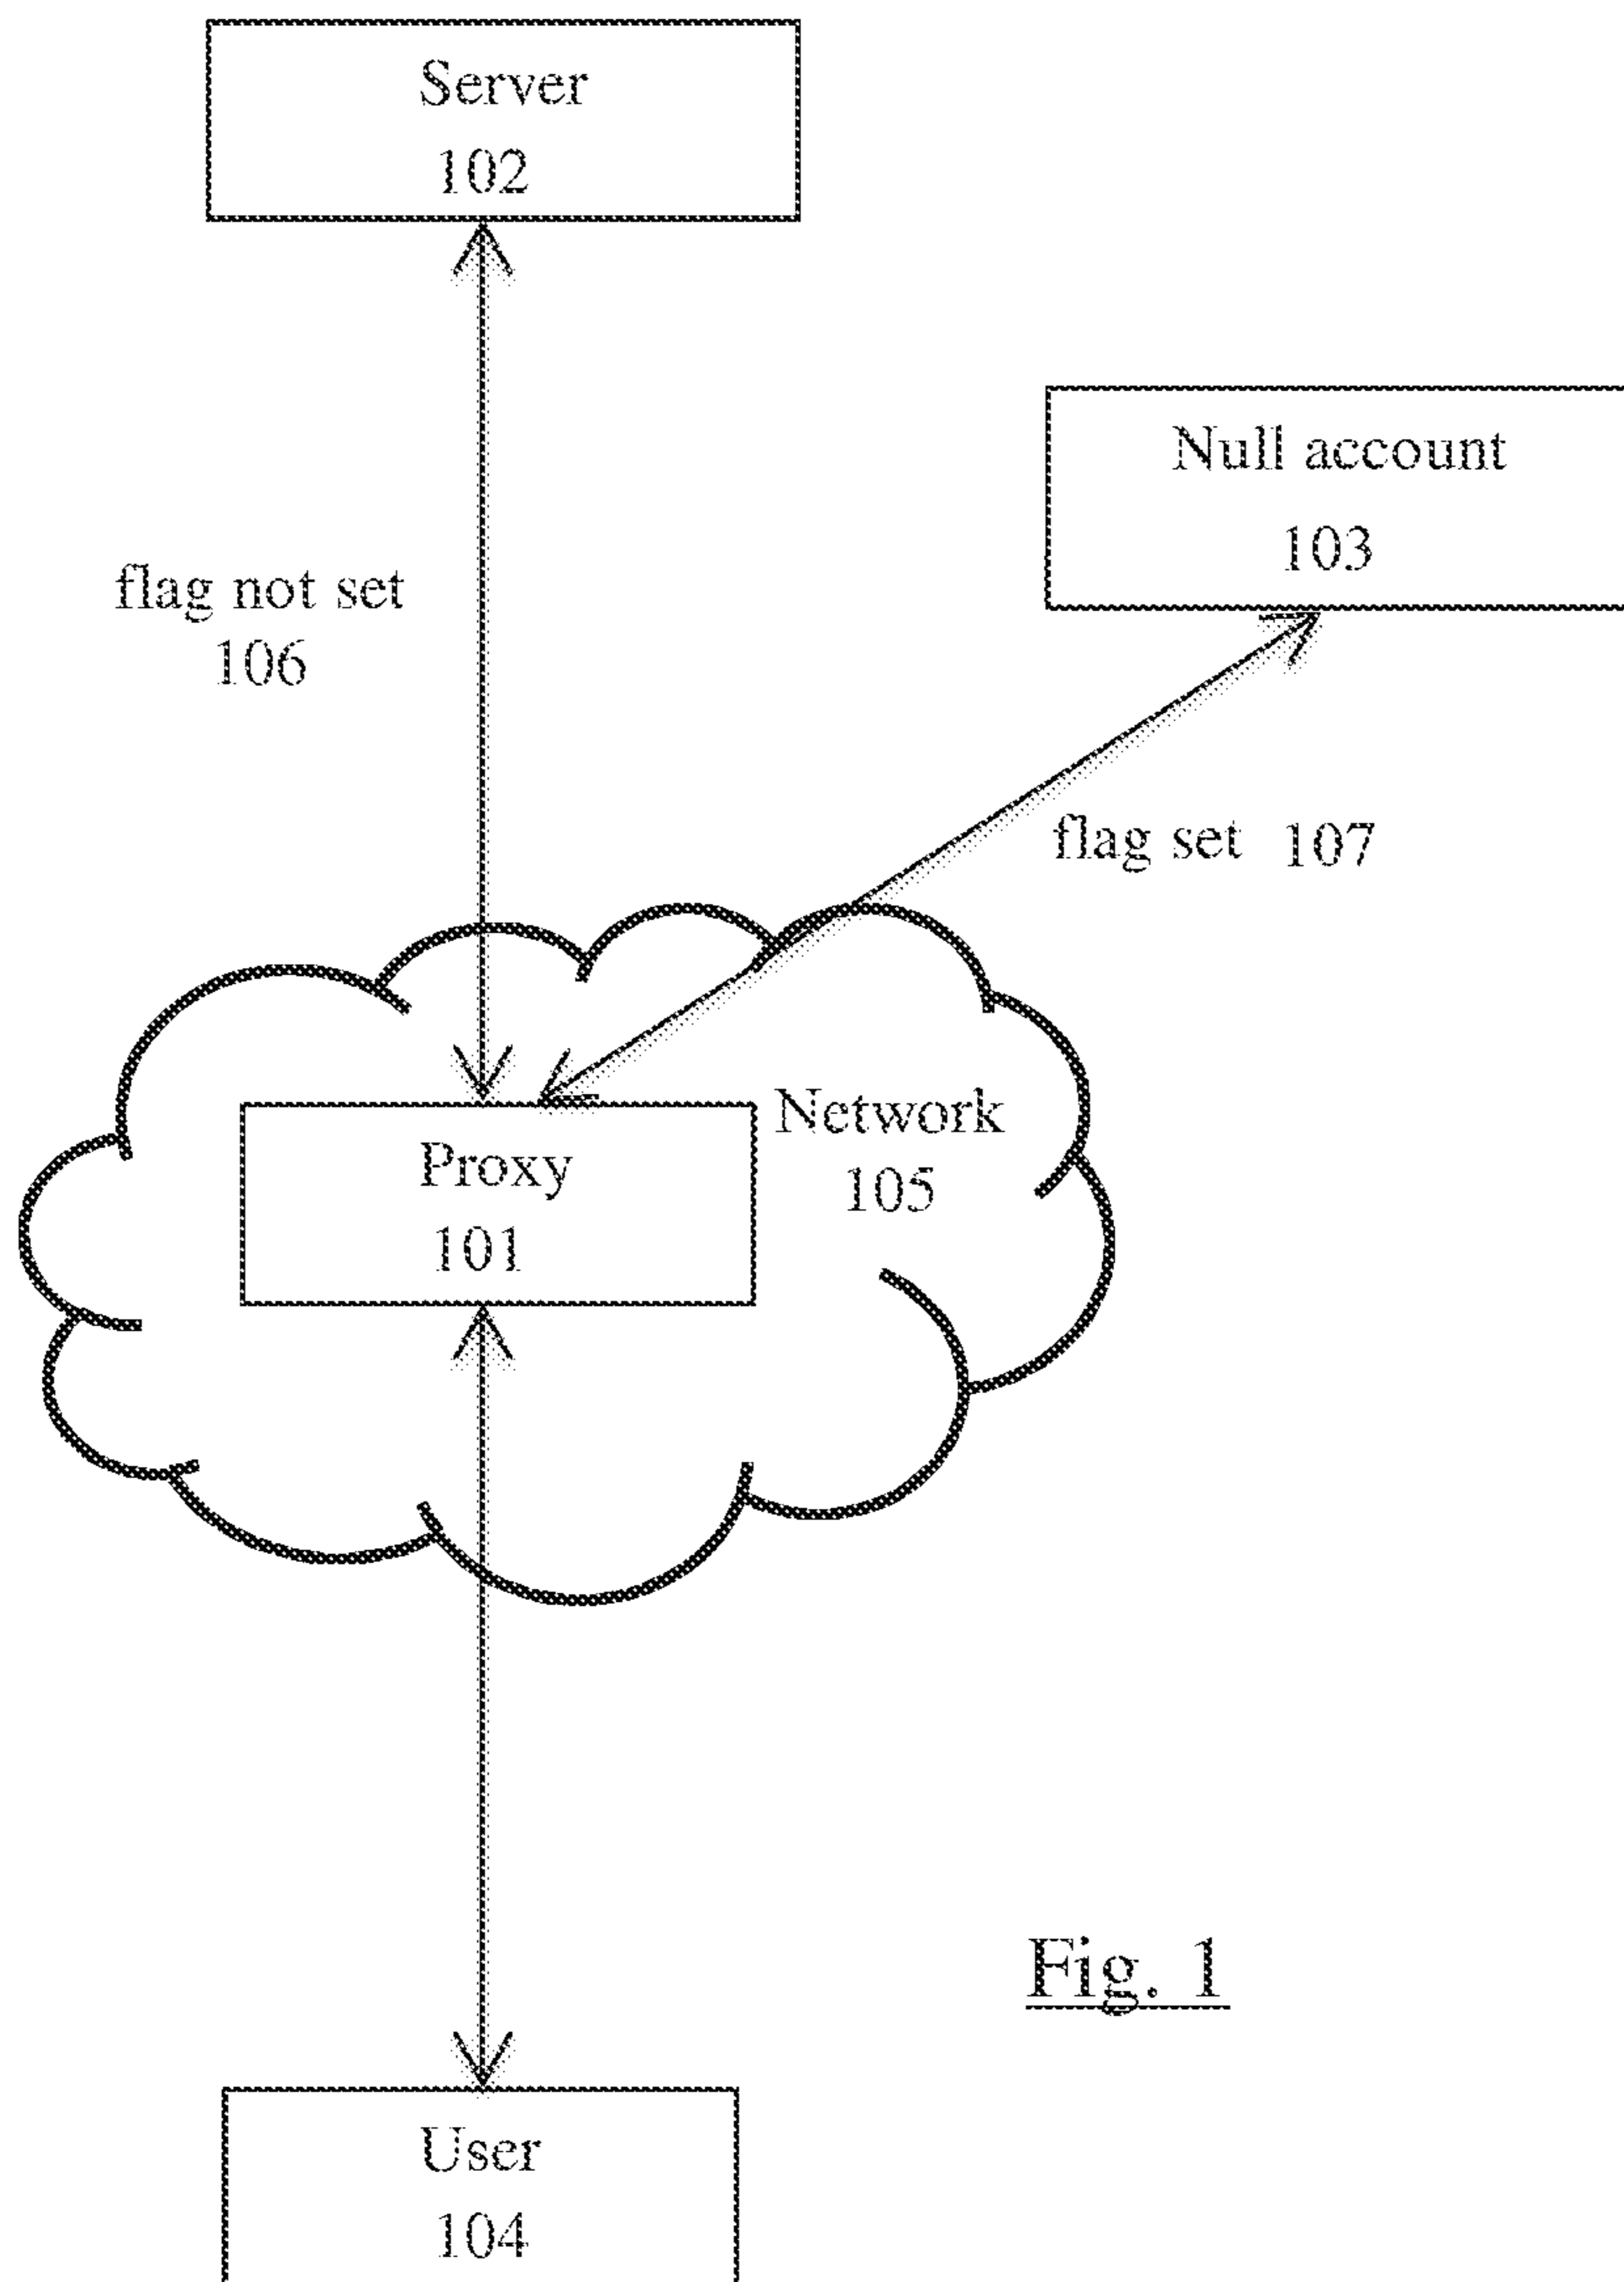 Server
102
Null account
103
flag not set
106
flag set 107
Network
105
Proxy
101
Fig. 1
User
104